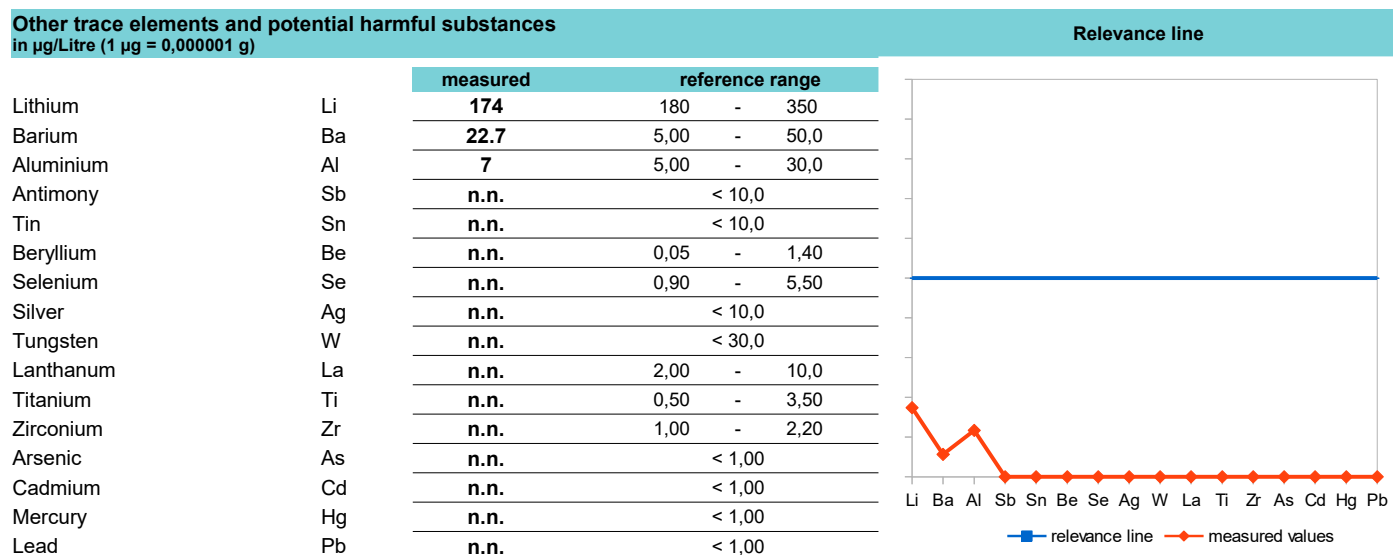 Other trace elements and potential harmful substances
in µg/Litre (1 µg = 0,000001 g)
Relevance line
measured reference range
Lithium Li 174 180 - 350
Barium Ba 22.7 5,00 - 50,0
Aluminium Al 7 5,00 - 30,0
Antimony Sb n.n. < 10,0
Tin Sn n.n. < 10,0
Beryllium Be n.n. 0,05 - 1,40
Selenium Se n.n. 0,90 - 5,50
Silver Ag n.n. < 10,0
Tungsten W n.n. < 30,0
Lanthanum La n.n. 2,00 - 10,0
Titanium Ti n.n. 0,50 - 3,50
Zirconium Zr n.n. 1,00 - 2,20
Arsenic As n.n. < 1,00
Cadmium Cd n.n. < 1,00
Mercury Hg n.n. < 1,00
Lead Pb n.n. < 1,00
Li Ba Al Sb Sn Be Se Ag W La Ti Zr As Cd Hg Pb
relevance line measured values